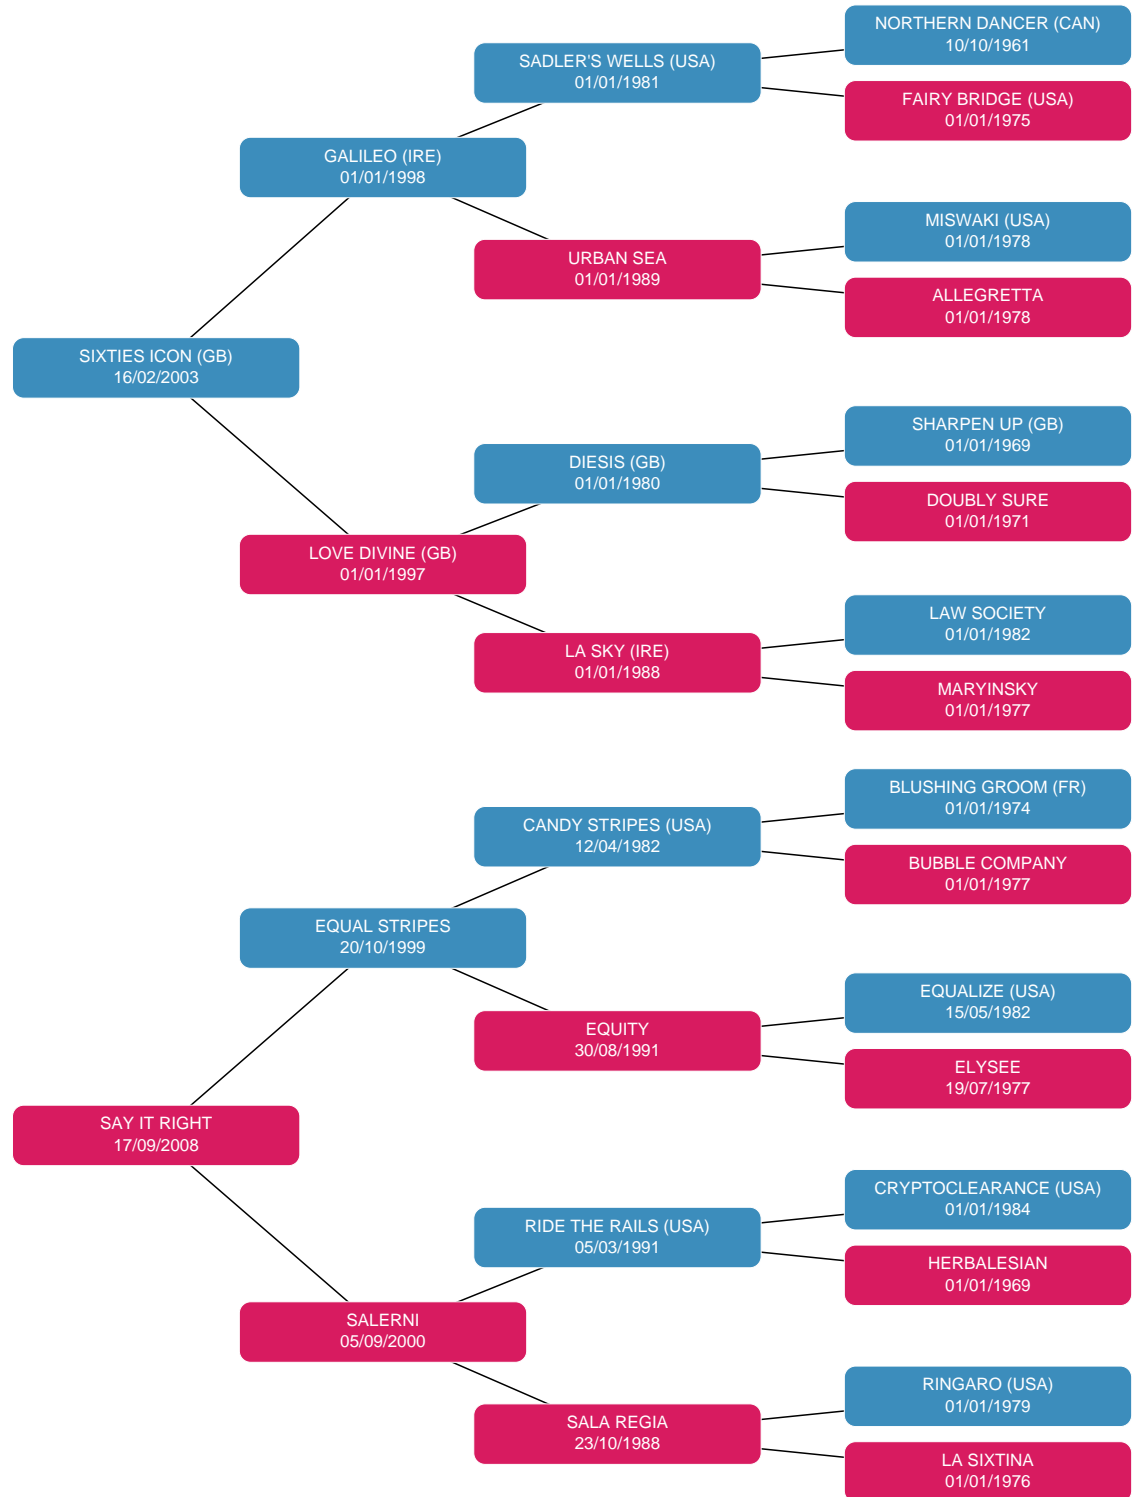 NORTHERN DANCER (CAN)
10/10/1961
SADLER'S WELLS (USA)
01/01/1981
FAIRY BRIDGE (USA)
01/01/1975
GALILEO (IRE)
01/01/1998
MISWAKI (USA)
01/01/1978
URBAN SEA
01/01/1989
ALLEGRETTA
01/01/1978
SIXTIES ICON (GB)
16/02/2003
SHARPEN UP (GB)
01/01/1969
DIESIS (GB)
01/01/1980
DOUBLY SURE
01/01/1971
LOVE DIVINE (GB)
01/01/1997
LAW SOCIETY
01/01/1982
LA SKY (IRE)
01/01/1988
MARYINSKY
01/01/1977
BLUSHING GROOM (FR)
01/01/1974
CANDY STRIPES (USA)
12/04/1982
BUBBLE COMPANY
01/01/1977
EQUAL STRIPES
20/10/1999
EQUALIZE (USA)
15/05/1982
EQUITY
30/08/1991
ELYSEE
19/07/1977
SAY IT RIGHT
17/09/2008
CRYPTOCLEARANCE (USA)
01/01/1984
RIDE THE RAILS (USA)
05/03/1991
HERBALESIAN
01/01/1969
SALERNI
05/09/2000
RINGARO (USA)
01/01/1979
SALA REGIA
23/10/1988
LA SIXTINA
01/01/1976